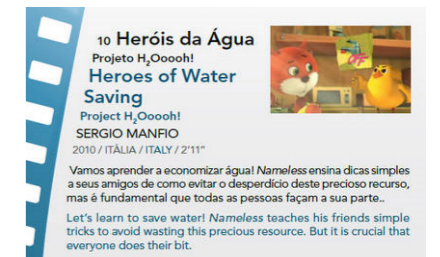 10 Heróis da Água
Projeto H₂Ooooh!
Heroes of Water
Saving
Project H₂Ooooh!
SERGIO MANFIO
2010 / ITÁLIA / ITALY / 2'11"
Vamos aprender a economizar água! Nameless ensina dicas simples
a seus amigos de como evitar o desperdício deste precioso recurso,
mas é fundamental que todas as pessoas façam a sua parte..
Let's learn to save water! Nameless teaches his friends simple
tricks to avoid wasting this precious resource. But it is crucial that
everyone does their bit.
OFF